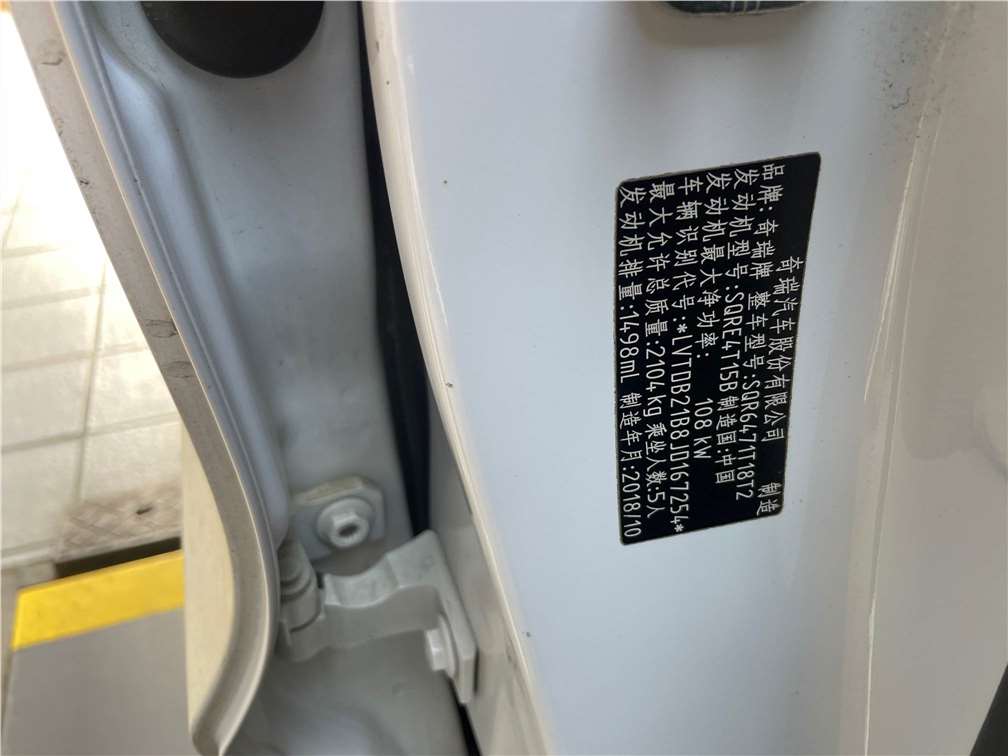 奇瑞汽车股份有限公司 制造
品牌:奇瑞牌 整车型号:SQR6471T18T2
发动机型号:SQRE4T15B 制造国:中国
发动机最大净功率: 108 kW
车辆识别代号:*LVTDB21B8JD167254*
最大允许总质量:2104kg 乘坐人数:5人
发动机排量:1498ml 制造年月:2018/10